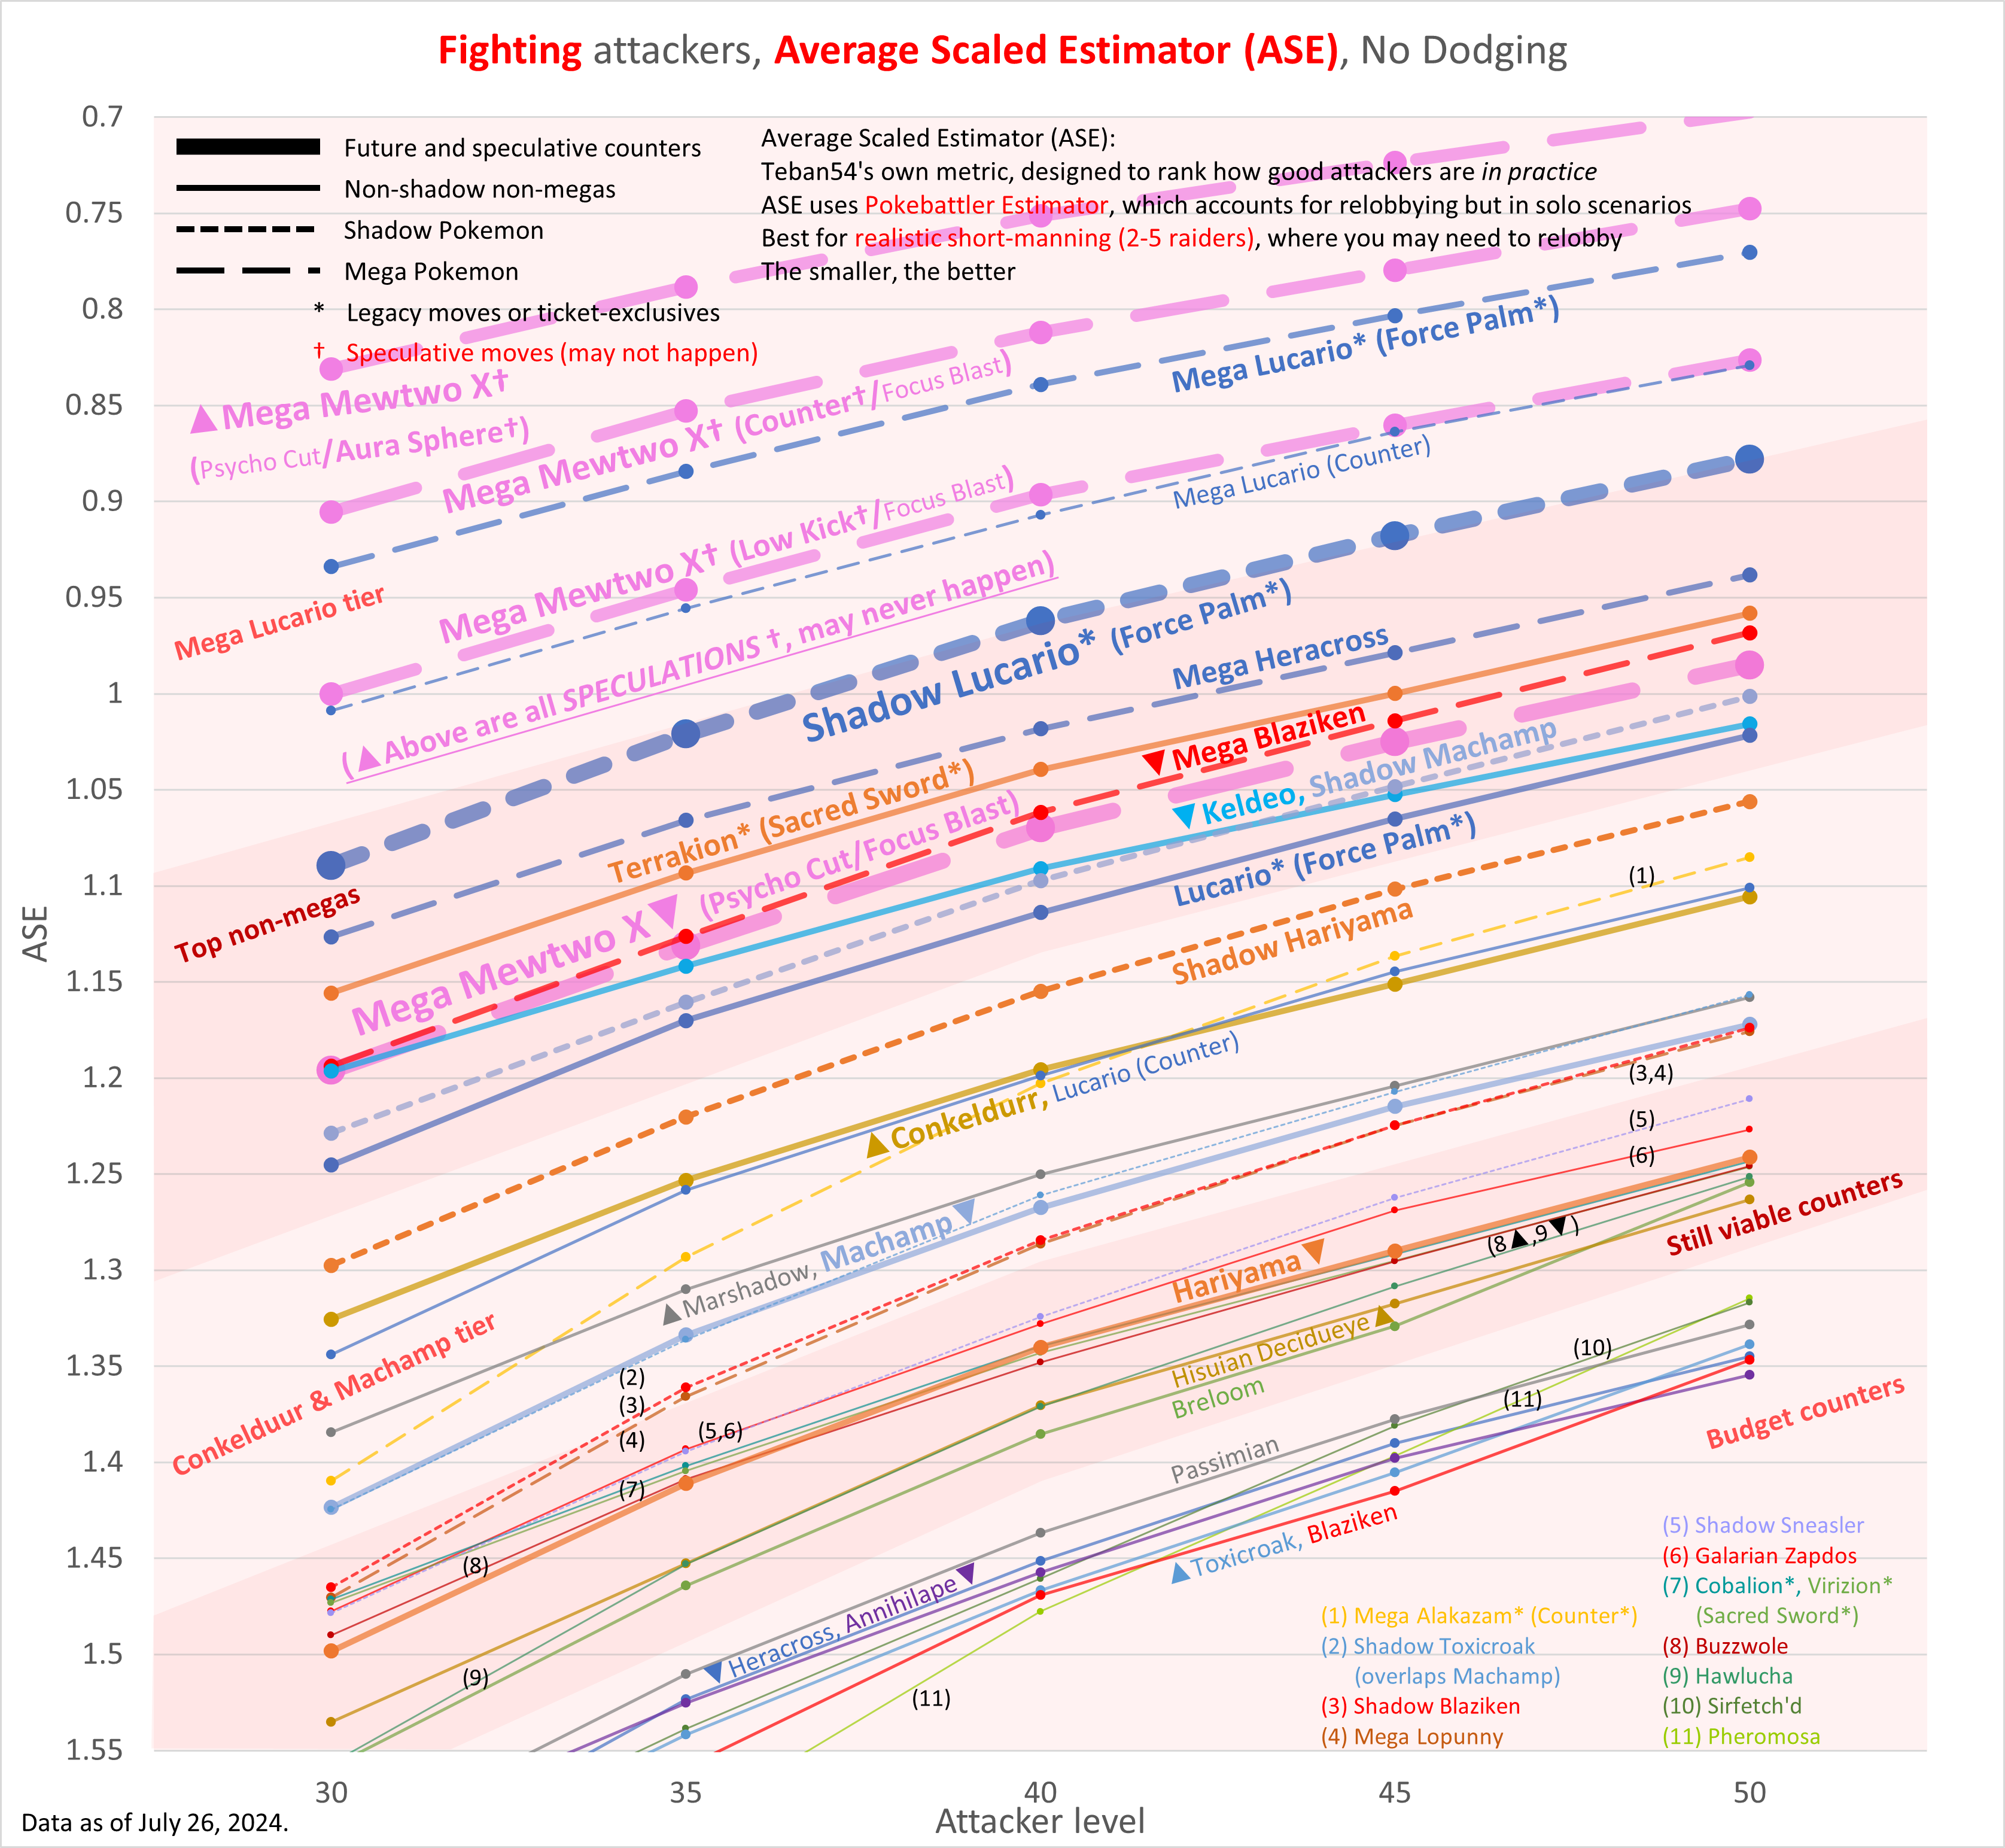 Fighting attackers, Average Scaled Estimator (ASE), No Dodging
0.7
0.75
0.8
0.85
0.9
0.95
1
1.05
1.1
1.15
1.2
1.25
1.3
1.35
1.4
1.45
1.5
1.55
ASE
Future and speculative counters
Non-shadow non-megas
Shadow Pokemon
Mega Pokemon
* Legacy moves or ticket-exclusives
† Speculative moves (may not happen)
Average Scaled Estimator (ASE):
Teban54's own metric, designed to rank how good attackers are in practice
ASE uses Pokebattler Estimator, which accounts for relobbying but in solo scenarios
Best for realistic short-manning (2-5 raiders), where you may need to relobby
The smaller, the better
▲Mega Mewtwo X†
(Psycho Cut/Aura Sphere†)
Mega Mewtwo X† (Counter†/Focus Blast)
Mega Lucario* (Force Palm*)
Mega Lucario (Counter)
Mega Mewtwo X† (Low Kick†/Focus Blast)
(▲Above are all SPECULATIONS †, may never happen)
Mega Lucario tier
Shadow Lucario* (Force Palm*)
Mega Heracross
Terrakion* (Sacred Sword*)
▼Mega Blaziken
Mega Mewtwo X▼ (Psycho Cut/Focus Blast)
▼Keldeo, Shadow Machamp
Lucario* (Force Palm*)
Top non-megas
Shadow Hariyama
(1)
▲Conkeldurr, Lucario (Counter)
▲Marshadow, Machamp▼
(3,4)
(5)
(6)
Still viable counters
(8▲,9▼)
Hariyama▼
Hisuian Decidueye▲
Breloom
Conkelduur & Machamp tier
(2)
(3)
(4)
(5,6)
(7)
(8)
(9)
(10)
(11)
Passimian
Budget counters
▼Heracross, Annihilape▼
▲Toxicroak, Blaziken
(11)
(1) Mega Alakazam* (Counter*)
(2) Shadow Toxicroak
(overlaps Machamp)
(3) Shadow Blaziken
(4) Mega Lopunny
(5) Shadow Sneasler
(6) Galarian Zapdos
(7) Cobalion*, Virizion*
(Sacred Sword*)
(8) Buzzwole
(9) Hawlucha
(10) Sirfetch'd
(11) Pheromosa
30
35
40
45
50
Attacker level
Data as of July 26, 2024.